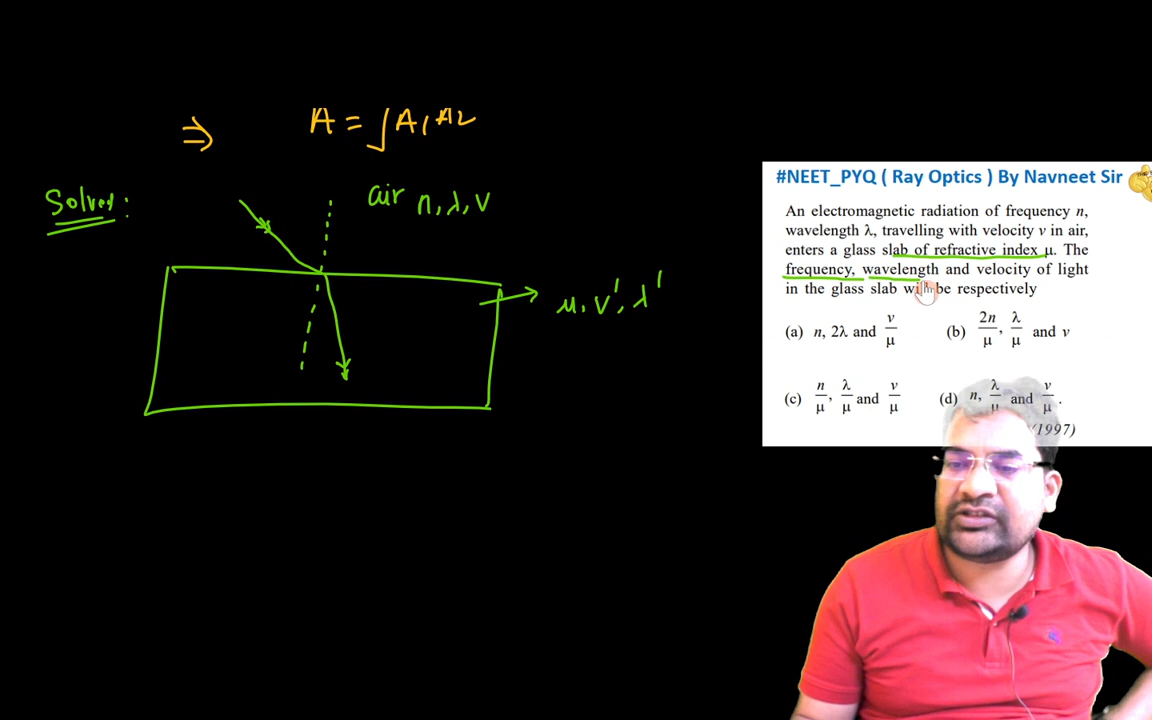 ⇒ A = ∫A1A2
Solved:
air n, λ, v
μ, v', λ'
#NEET_PYQ ( Ray Optics ) By Navneet Sir
An electromagnetic radiation of frequency n,
wavelength λ, travelling with velocity v in air,
enters a glass slab of refractive index μ. The
frequency, wavelength and velocity of light
in the glass slab will be respectively
(a) n, 2λ and v/μ (b) 2n/μ, λ/μ and v
(c) n/μ, λ/μ and v/μ (d) n, λ/μ and v/μ.
(1997)